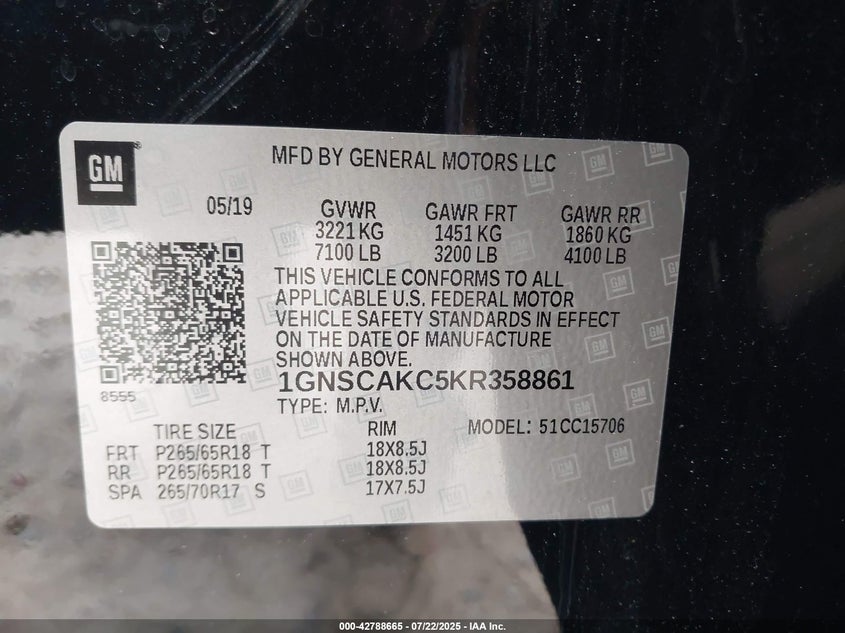 GM
MFD BY GENERAL MOTORS LLC
05/19 GVWR GAWR FRT GAWR RR
3221 KG 1451 KG 1860 KG
7100 LB 3200 LB 4100 LB
THIS VEHICLE CONFORMS TO ALL
APPLICABLE U.S. FEDERAL MOTOR
VEHICLE SAFETY STANDARDS IN EFFECT
ON THE DATE OF MANUFACTURE
SHOWN ABOVE.
1GNSCAKC5KR358861
8555
TYPE: M.P.V.
TIRE SIZE RIM MODEL: 51CC15706
FRT P265/65R18 T 18X8.5J
RR P265/65R18 T 18X8.5J
SPA 265/70R17 S 17X7.5J
000-42788665 - 07/22/2025 - IAA Inc.